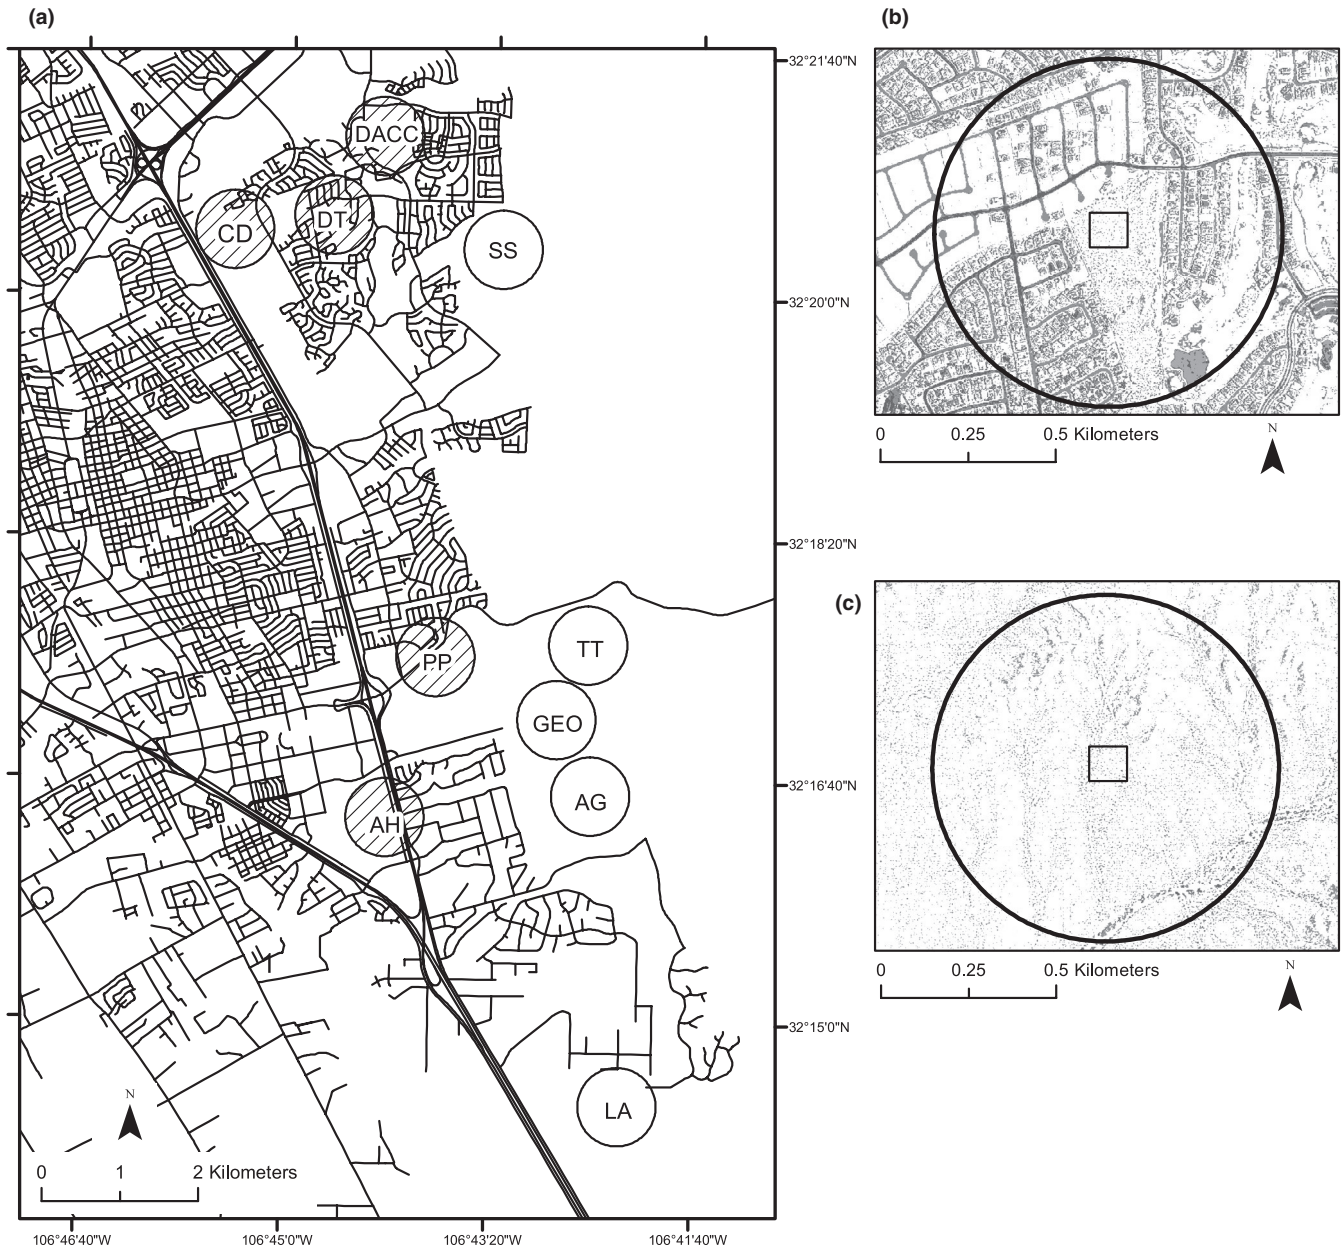 (a)
DACC
CD
DT
SS
TT
PP
GEO
AG
AH
LA
N
0 1 2 Kilometers
32°21'40"N
32°20'0"N
32°18'20"N
32°16'40"N
32°15'0"N
106°46'40"W 106°45'0"W 106°43'20"W 106°41'40"W
(b)
0 0.25 0.5 Kilometers
N
(c)
0 0.25 0.5 Kilometers
N